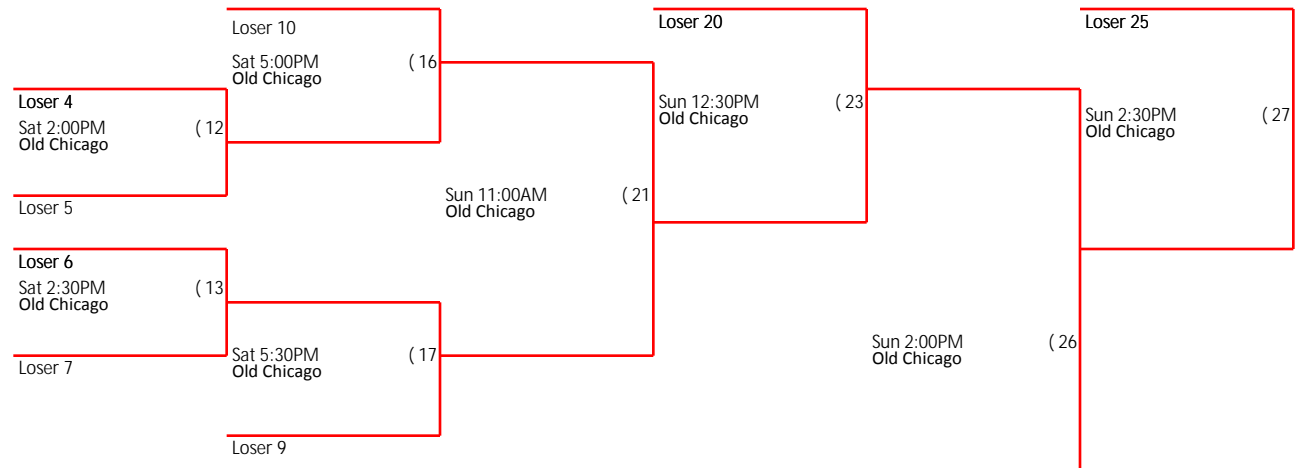 Loser 10
Loser 20
Loser 25
Sat 5:00PM ( 16
Old Chicago
Loser 4
Sat 2:00PM ( 12
Old Chicago
Sun 12:30PM ( 23
Old Chicago
Sun 2:30PM ( 27
Old Chicago
Loser 5
Sun 11:00AM ( 21
Old Chicago
Loser 6
Sat 2:30PM ( 13
Old Chicago
Loser 7
Sat 5:30PM ( 17
Old Chicago
Sun 2:00PM ( 26
Old Chicago
Loser 9